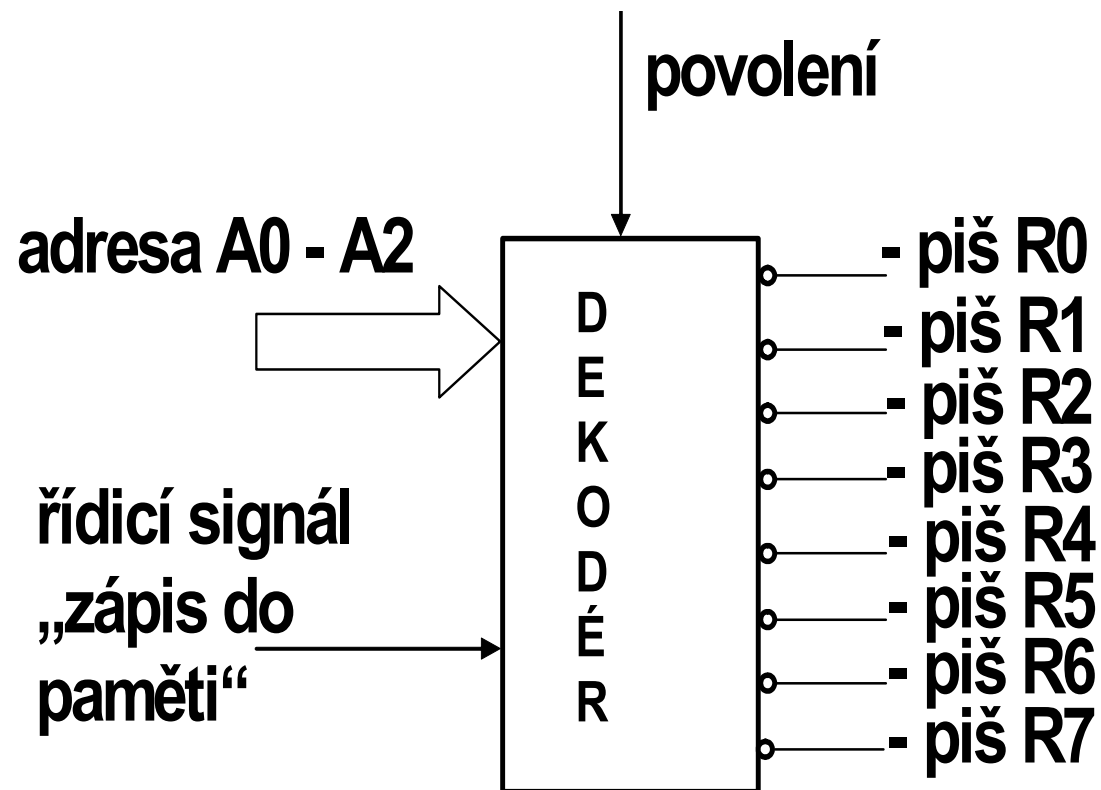 povolení
adresa A0 - A2
řídicí signál
„zápis do
paměti“
D
E
K
O
D
É
R
- piš R0
- piš R1
- piš R2
- piš R3
- piš R4
- piš R5
- piš R6
- piš R7